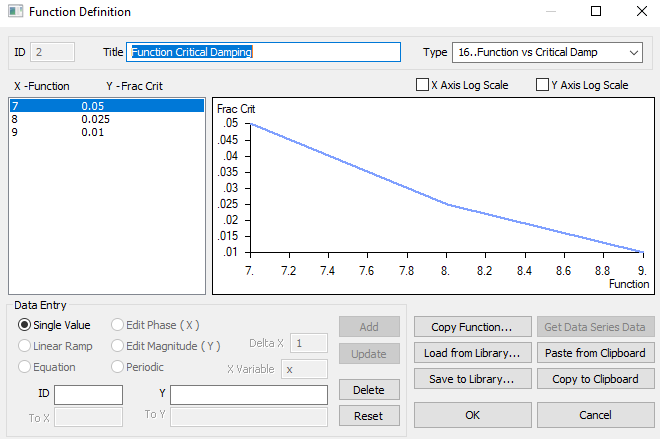 Function Definition
ID 2 Title Function Critical Damping Type 16..Function vs Critical Damp
X -Function Y -Frac Crit X Axis Log Scale Y Axis Log Scale
7 0.05
8 0.025
9 0.01
Frac Crit
.05
.045
.04
.035
.03
.025
.02
.015
.01
7. 7.2 7.4 7.6 7.8 8. 8.2 8.4 8.6 8.8 9.
Function
Data Entry
Single Value Edit Phase ( X ) Add
Linear Ramp Edit Magnitude ( Y ) Delta X 1 Update
Equation Periodic X Variable x
ID Y Delete
To X To Y Reset
Copy Function... Get Data Series Data
Load from Library... Paste from Clipboard
Save to Library... Copy to Clipboard
OK Cancel